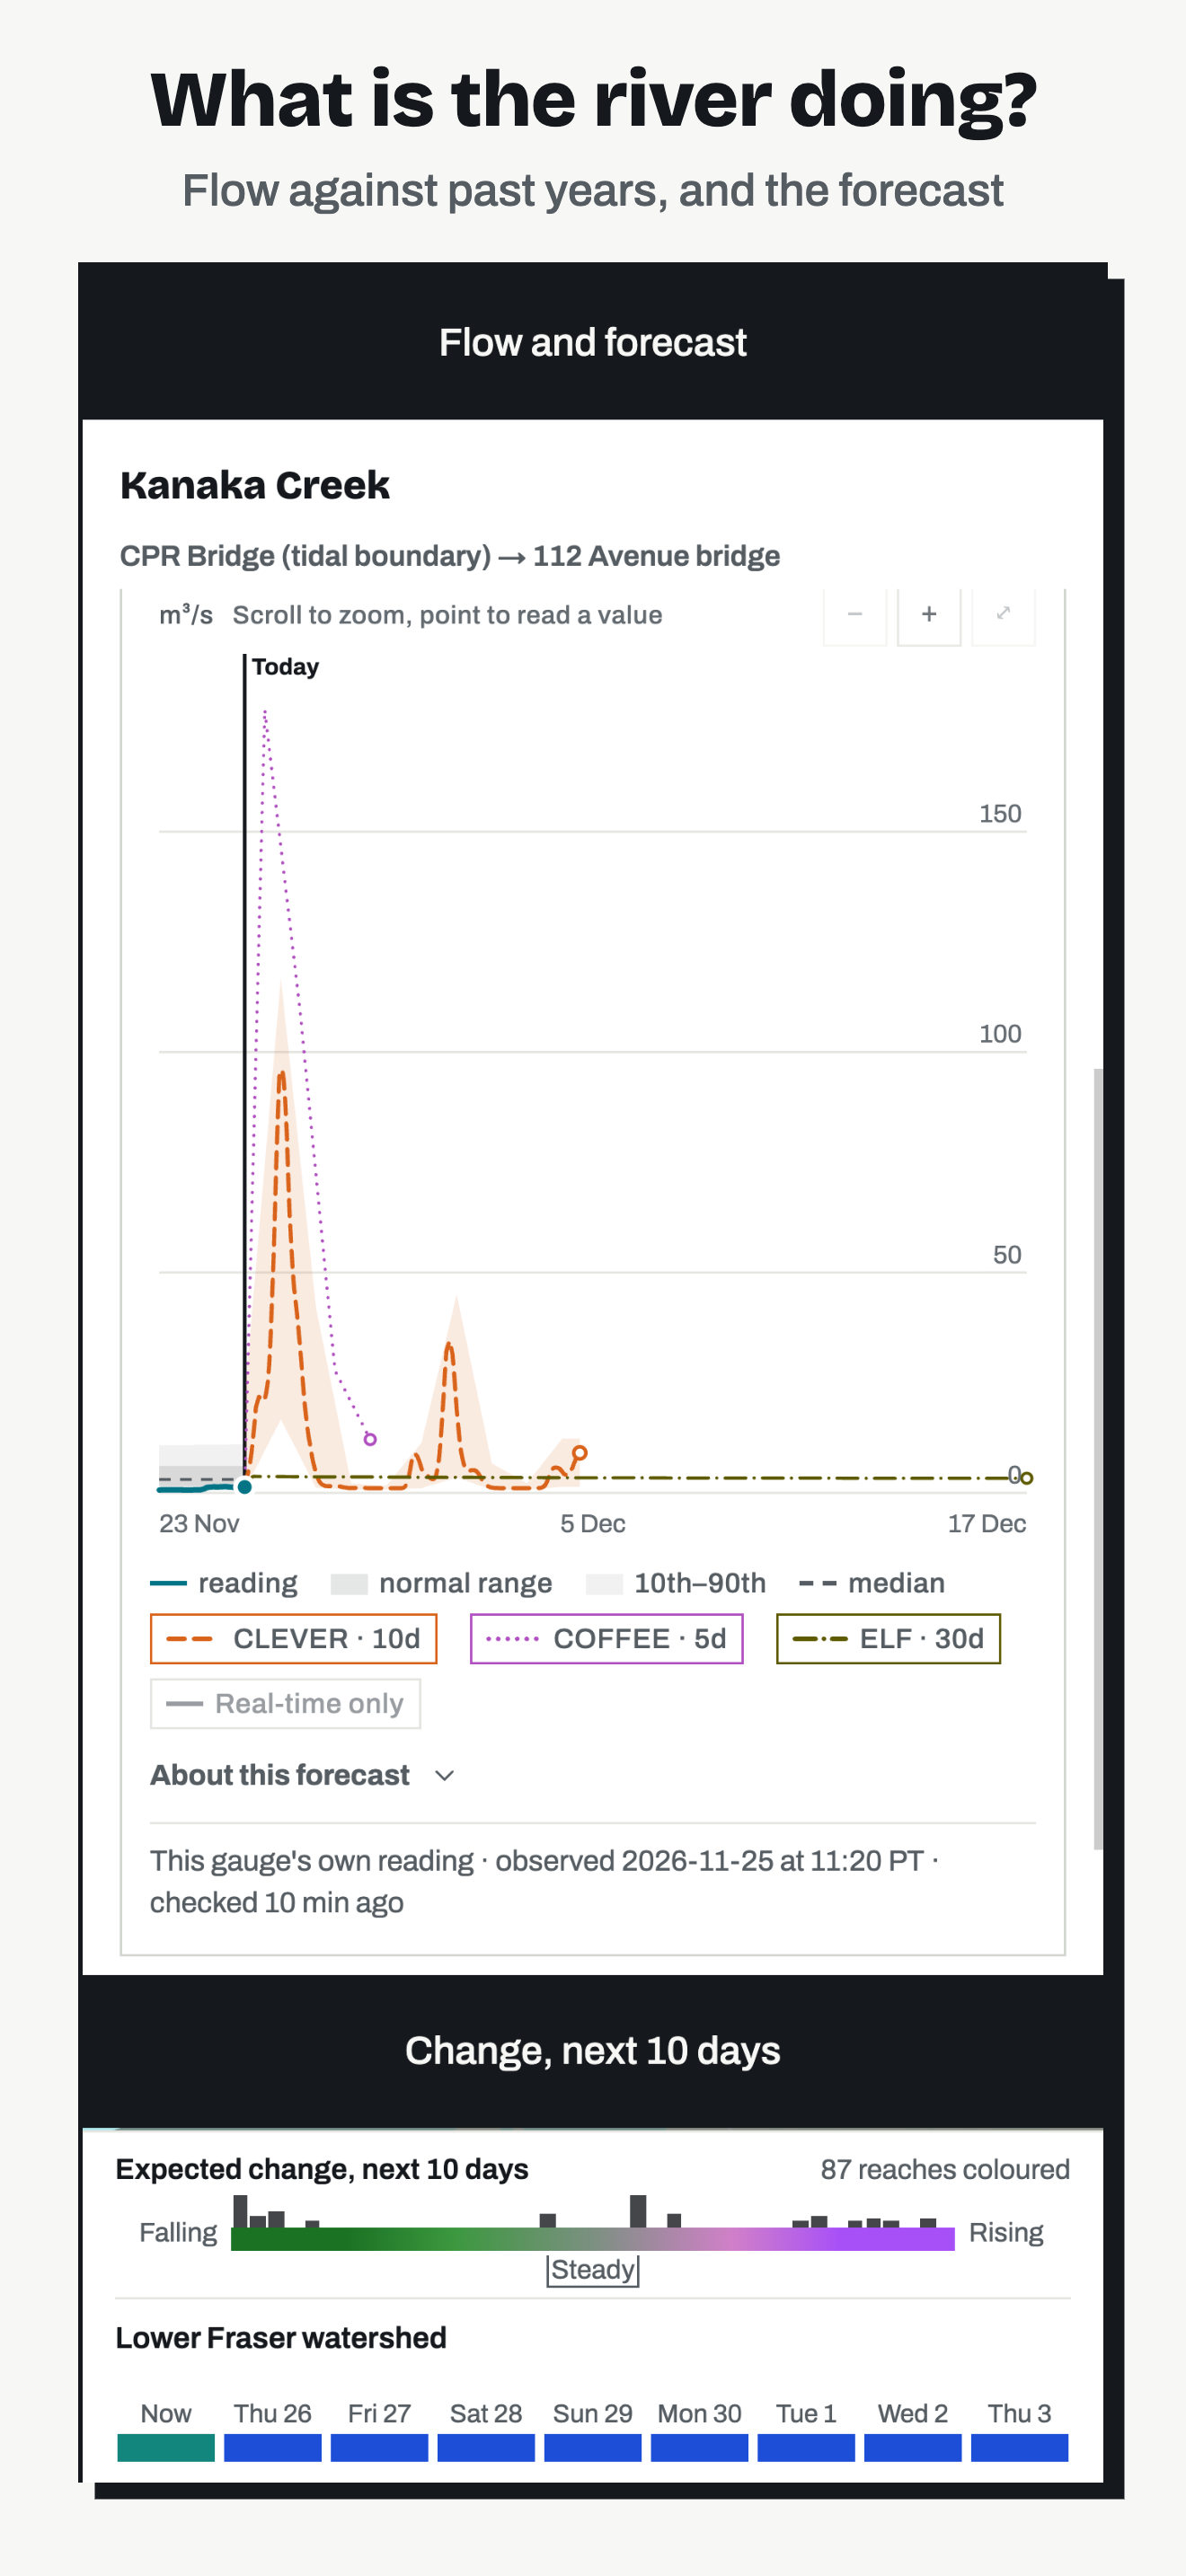 What is the river doing?
Flow against past years, and the forecast
Flow and forecast
Kanaka Creek
CPR Bridge (tidal boundary) → 112 Avenue bridge
m³/s Scroll to zoom, point to read a value − + ⤢
Today
150
100
50
0
23 Nov 5 Dec 17 Dec
reading normal range 10th–90th median
CLEVER · 10d COFFEE · 5d ELF · 30d
Real-time only
About this forecast
This gauge's own reading · observed 2026-11-25 at 11:20 PT ·
checked 10 min ago
Change, next 10 days
Expected change, next 10 days 87 reaches coloured
Falling Rising
Steady
Lower Fraser watershed
Now Thu 26 Fri 27 Sat 28 Sun 29 Mon 30 Tue 1 Wed 2 Thu 3